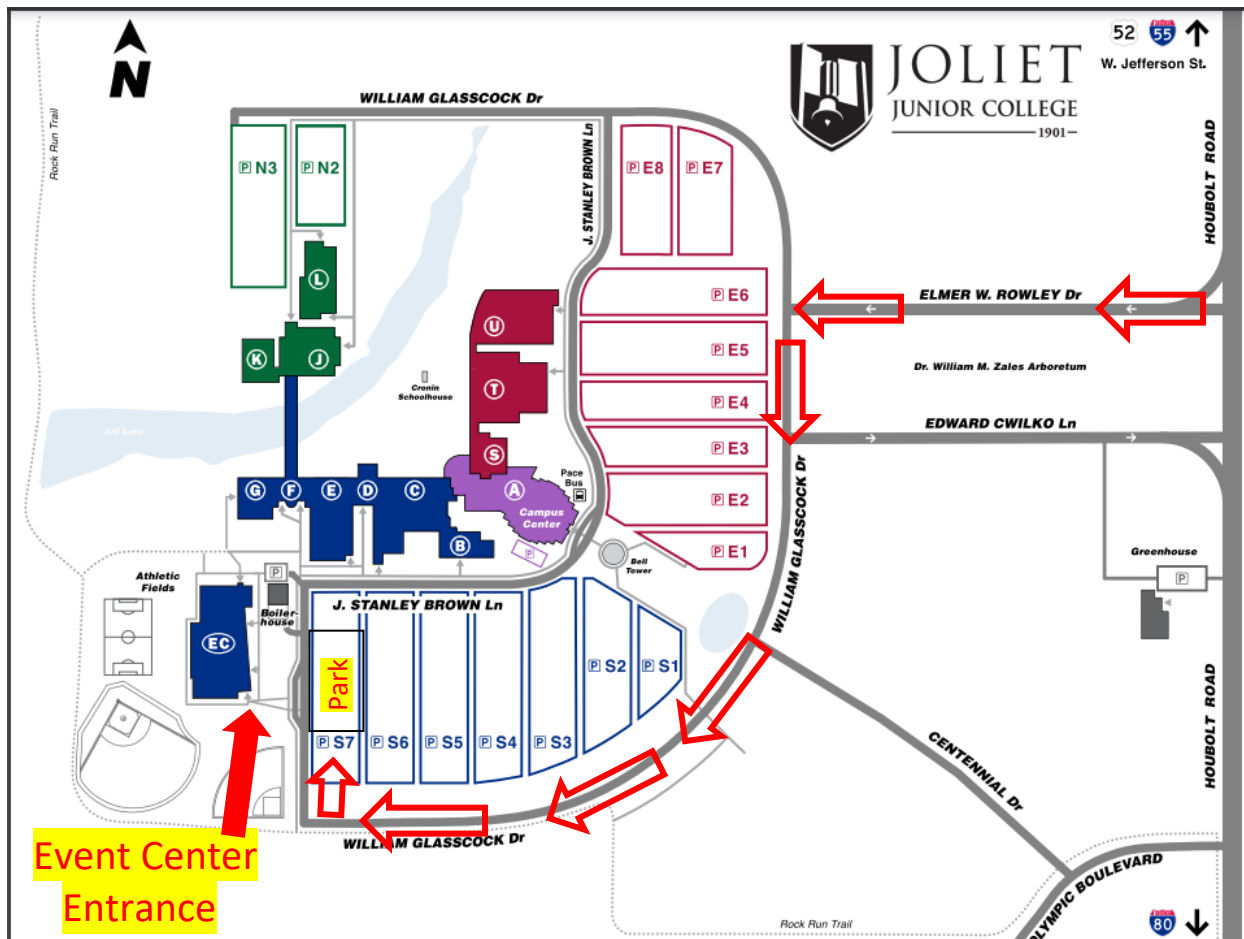 52 55
W. Jefferson St.
N
JOLIET
JUNIOR COLLEGE
1901
WILLIAM GLASSCOCK Dr
Rock Run Trail
J. STANLEY BROWN Ln
HOUBOLT ROAD
P N3
P N2
P E8
P E7
L
ELMER W. ROWLEY Dr
P E6
U
K
J
P E5
Dr. William M. Zales Arboretum
T
Cronin
Schoolhouse
P E4
EDWARD CWILKO Ln
JJC Lake
P E3
S
Pace
Bus
G
F
E
D
C
A
P E2
WILLIAM GLASSCOCK Dr
Campus
Center
B
P
P E1
Bell
Tower
Greenhouse
P
Athletic
Fields
P
Boiler-
house
J. STANLEY BROWN Ln
EC
Park
P S2
P S1
HOUBOLT ROAD
P S7
P S6
P S5
P S4
P S3
CENTENNIAL Dr
WILLIAM GLASSCOCK Dr
Event Center
Entrance
OLYMPIC BOULEVARD
Rock Run Trail
80